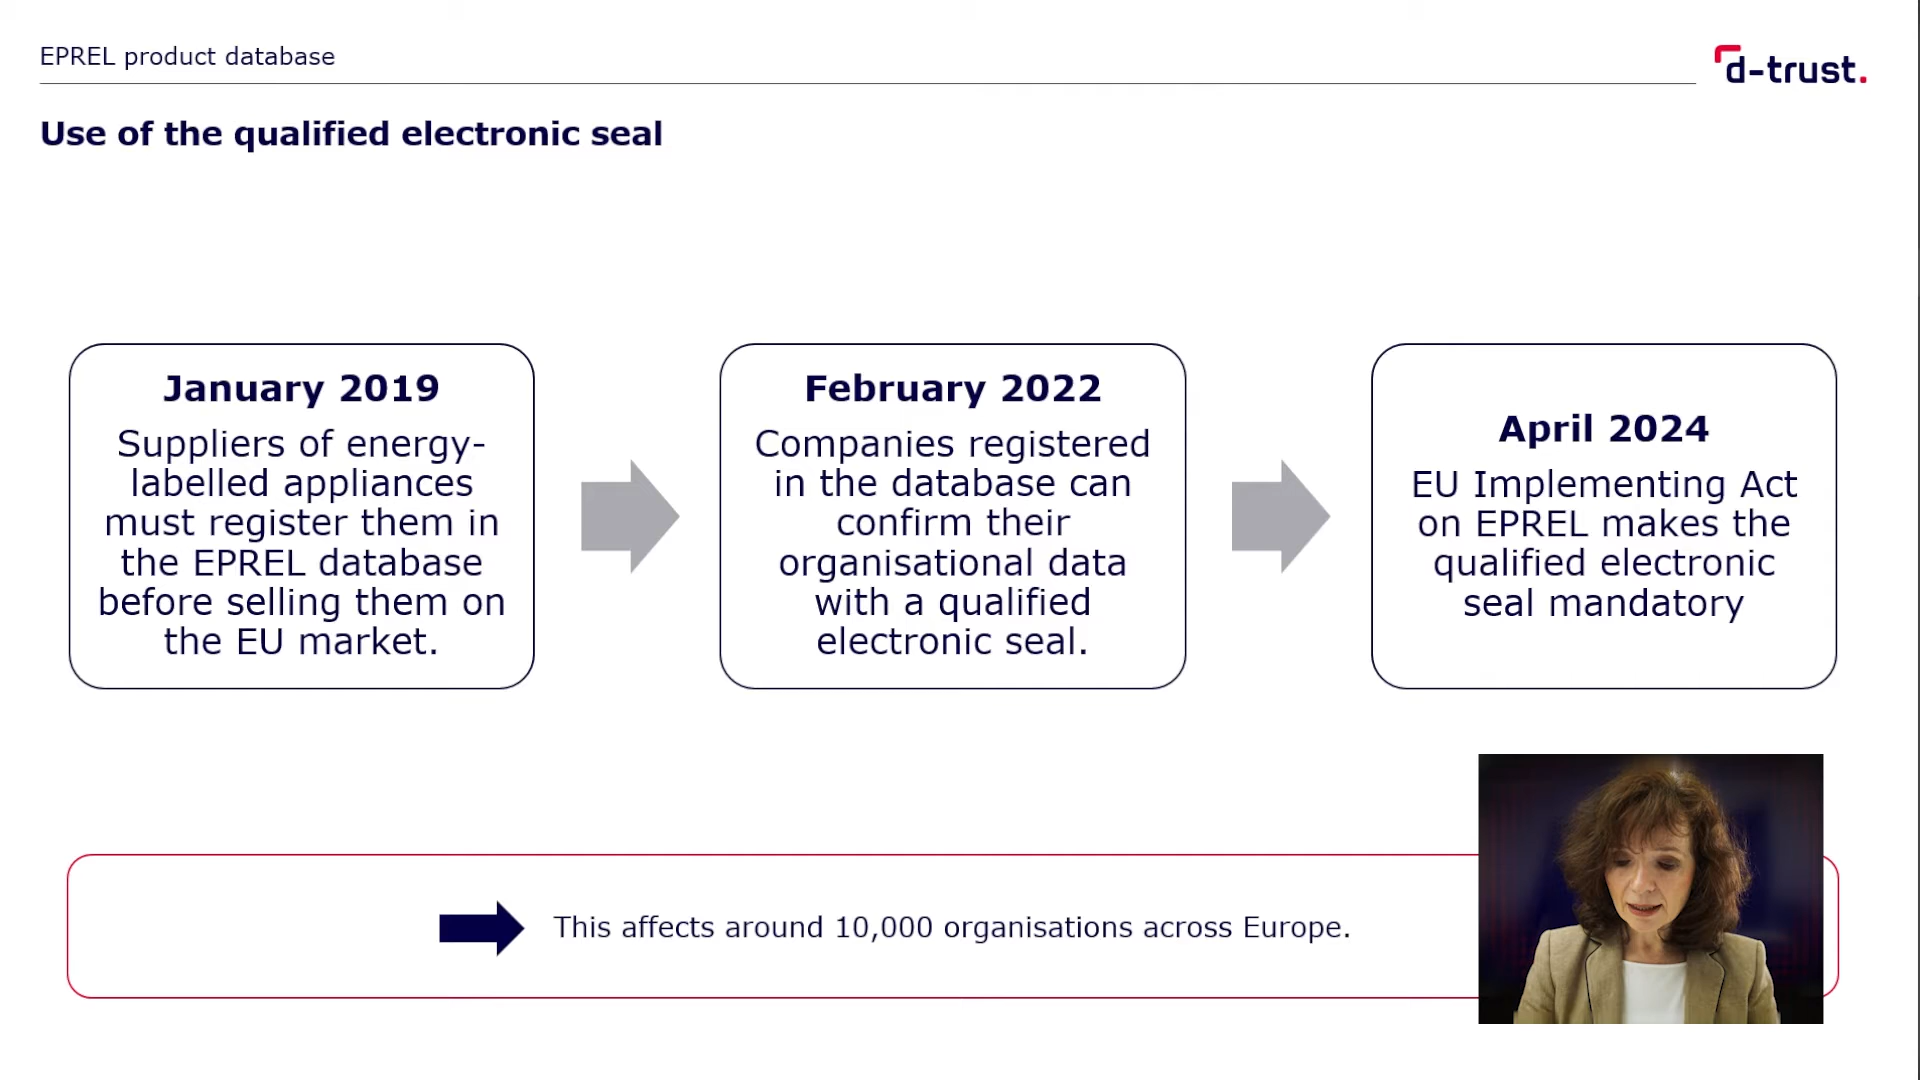 EPREL product database
d-trust.
Use of the qualified electronic seal
January 2019
Suppliers of energy-
labelled appliances
must register them in
the EPREL database
before selling them on
the EU market.
February 2022
Companies registered
in the database can
confirm their
organisational data
with a qualified
electronic seal.
April 2024
EU Implementing Act
on EPREL makes the
qualified electronic
seal mandatory
This affects around 10,000 organisations across Europe.